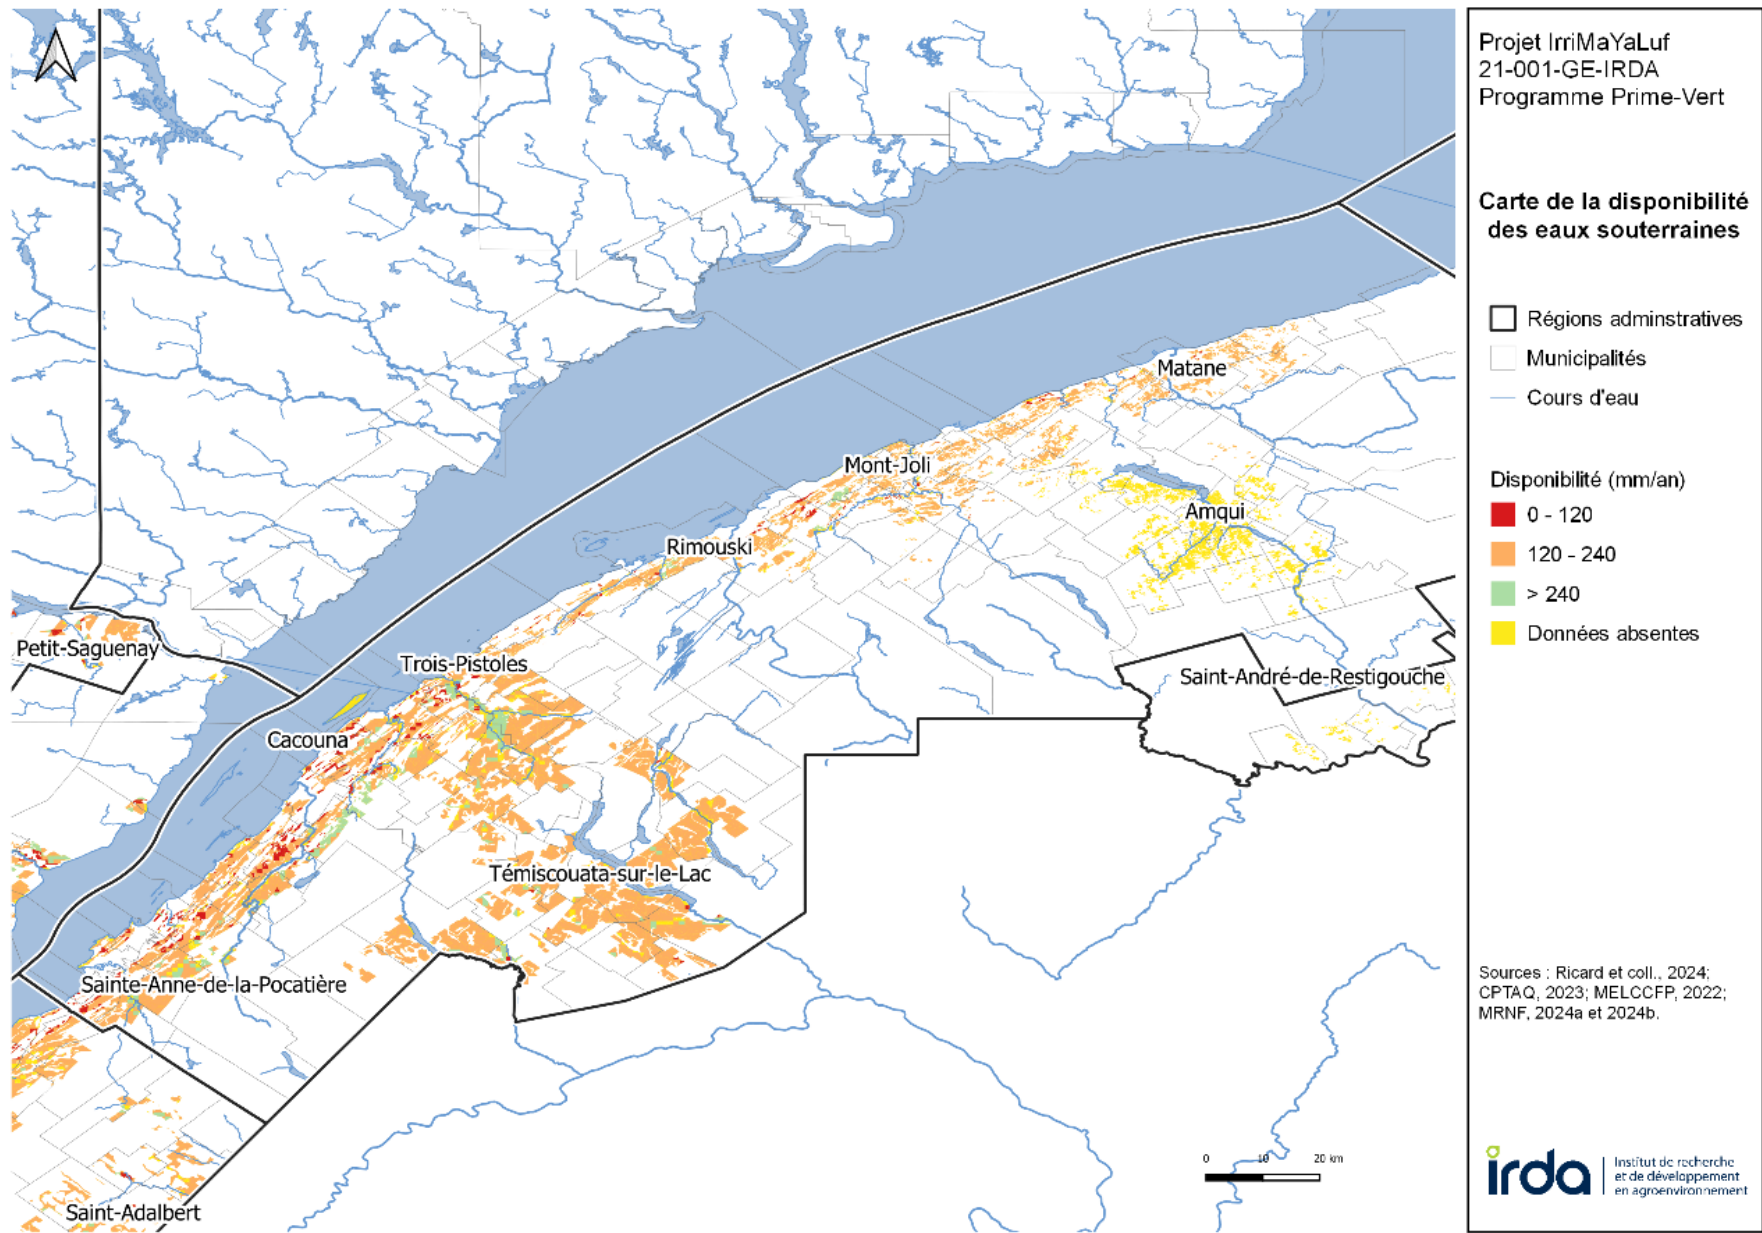 Projet IrriMaYaLuf
21-001-GE-IRDA
Programme Prime-Vert
Carte de la disponibilité
des eaux souterraines
Régions adminstratives
Municipalités
Cours d'eau
Disponibilité (mm/an)
0 - 120
120 - 240
> 240
Données absentes
Sources : Ricard et coll., 2024;
CPTAQ, 2023; MELCCFP, 2022;
MRNF, 2024a et 2024b.
irda
Institut de recherche
et de développement
en agroenvironnement
Matane
Mont-Joli
Amqui
Rimouski
Petit-Saguenay
Trois-Pistoles
Saint-André-de-Restigouche
Cacouna
Témiscouata-sur-le-Lac
Sainte-Anne-de-la-Pocatière
Saint-Adalbert
0 10 20 km